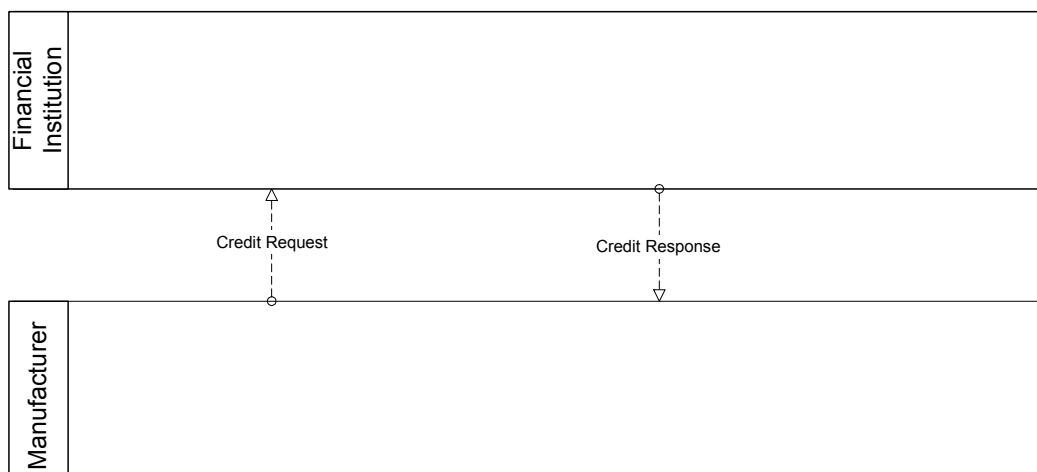 Financial
Institution
Credit Request
Credit Response
Manufacturer